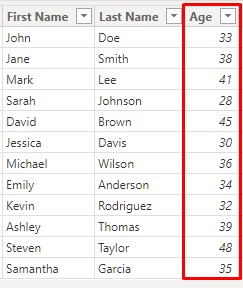 First Name Last Name Age
John Doe 33
Jane Smith 38
Mark Lee 41
Sarah Johnson 28
David Brown 45
Jessica Davis 30
Michael Wilson 36
Emily Anderson 34
Kevin Rodriguez 32
Ashley Thomas 39
Steven Taylor 48
Samantha Garcia 35